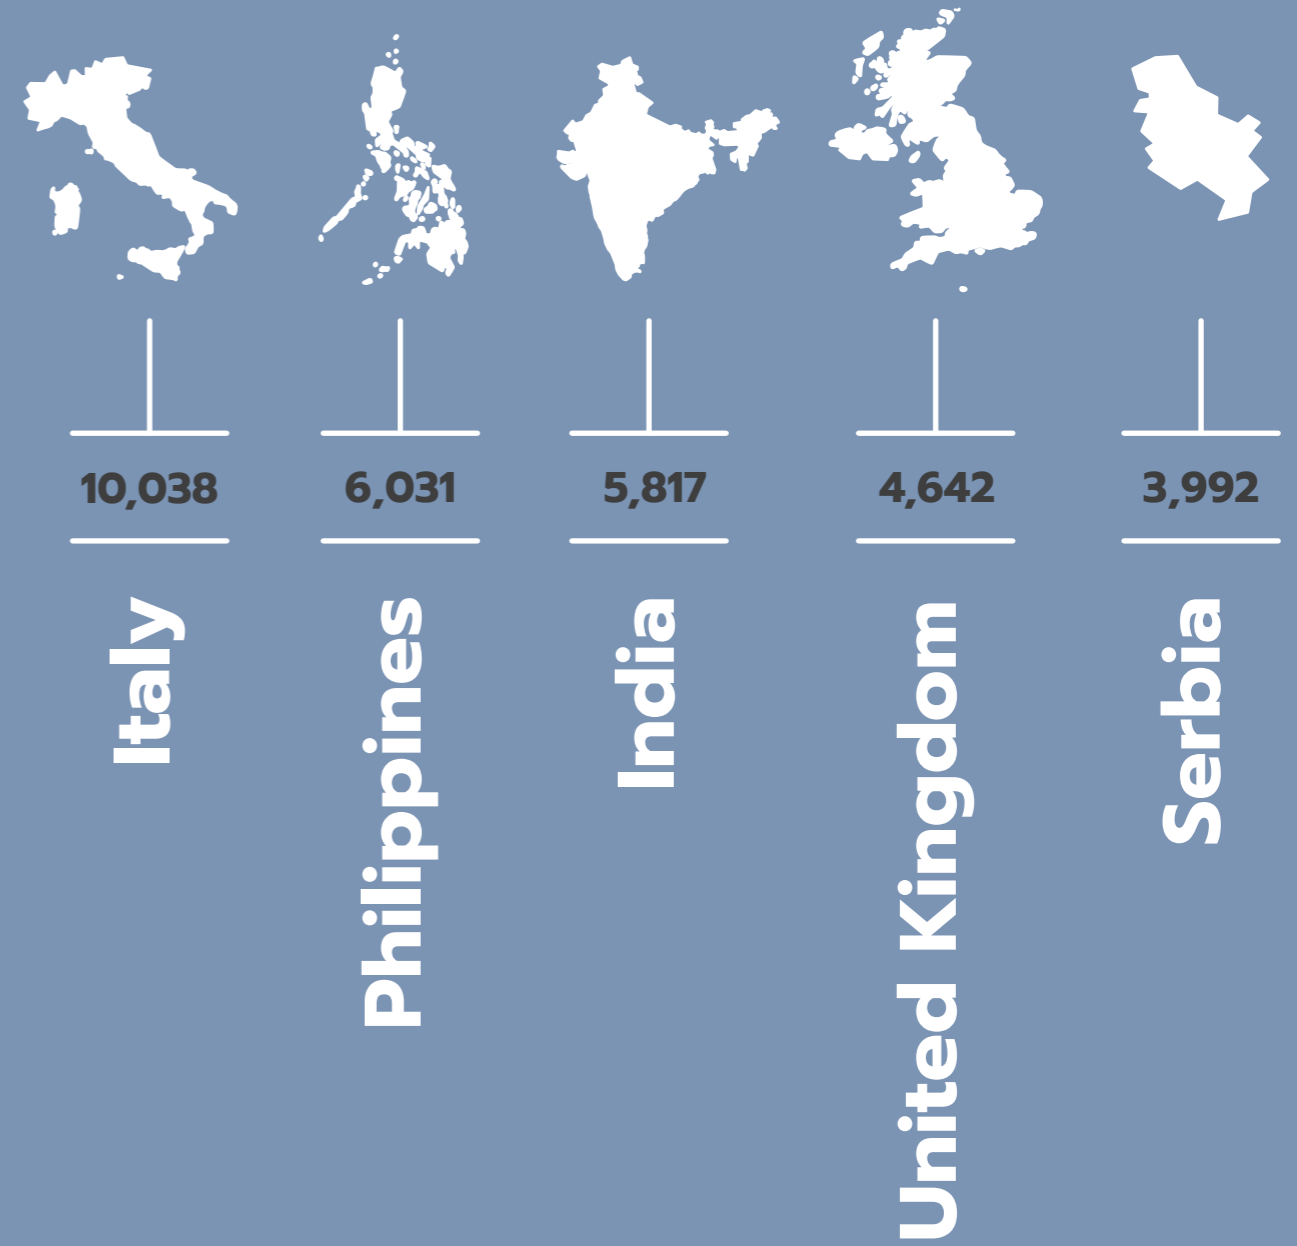 10,038
6,031
5,817
4,642
3,992
Italy
Philippines
India
United Kingdom
Serbia